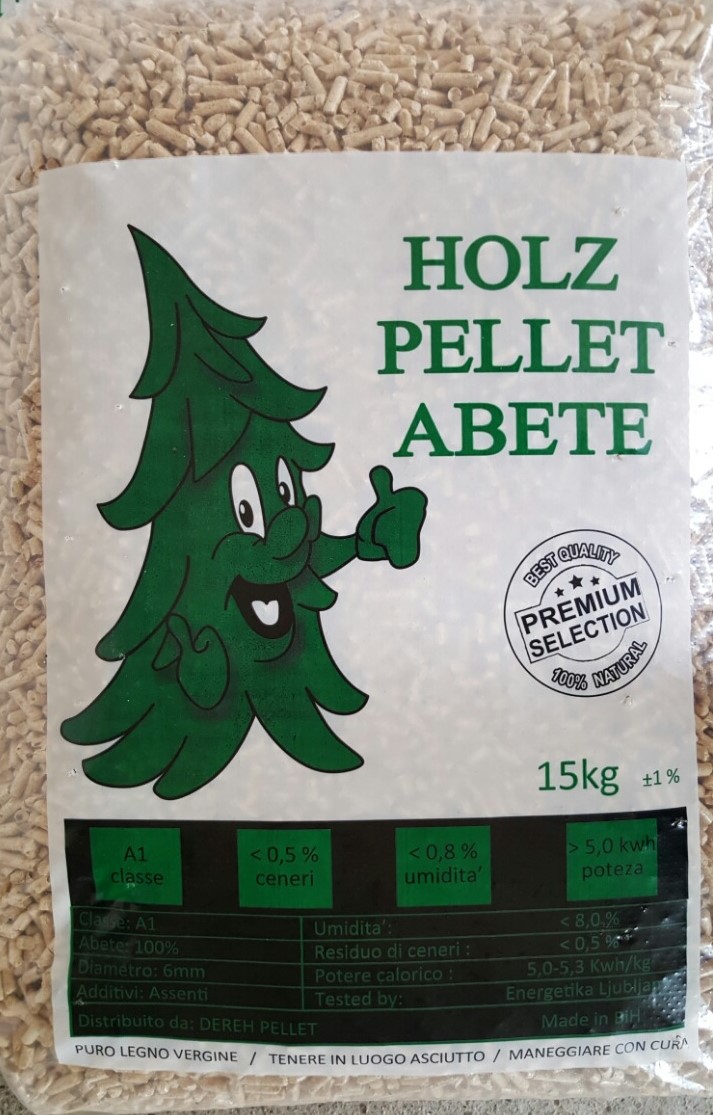 HOLZ
PELLET
ABETE
BEST QUALITY
PREMIUM
SELECTION
100% NATURAL
15kg ±1%
A1
classe
< 0,5 %
ceneri
< 0,8 %
umidita'
> 5,0 kwh
poteza
Classe: A1
Abete: 100%
Diametro: 6mm
Additivi: Assenti
Umidita': < 8,0.%
Residuo di ceneri : < 0,5 %
Potere calorico : 5,0-5,3 Kwh/kg
Tested by: Energetika
Distribuito da: DEREH PELLET Made in BiH
PURO LEGNO VERGINE / TENERE IN LUOGO ASCIUTTO / MANEGGIARE CON CURA